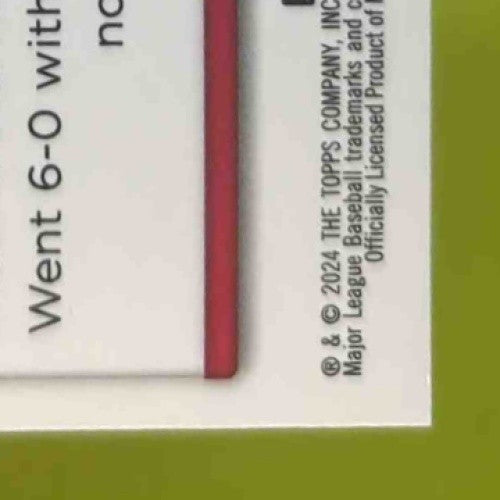 Went 6-0 with
no
® & © 2024 THE TOPPS COMPANY, INC
Major League Baseball trademarks and c
Officially Licensed Product of